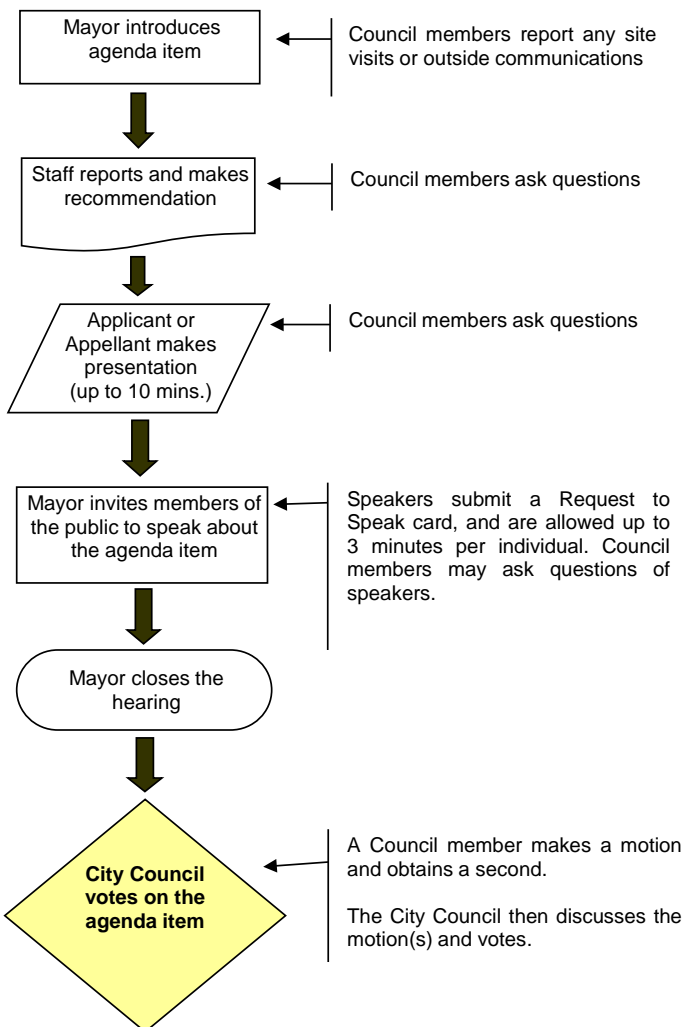 Mayor introduces
agenda item
Council members report any site
visits or outside communications
Staff reports and makes
recommendation
Council members ask questions
Applicant or
Appellant makes
presentation
(up to 10 mins.)
Council members ask questions
Mayor invites members of
the public to speak about
the agenda item
Speakers submit a Request to
Speak card, and are allowed up to
3 minutes per individual. Council
members may ask questions of
speakers.
Mayor closes the
hearing
City Council
votes on the
agenda item
A Council member makes a motion
and obtains a second.
The City Council then discusses the
motion(s) and votes.